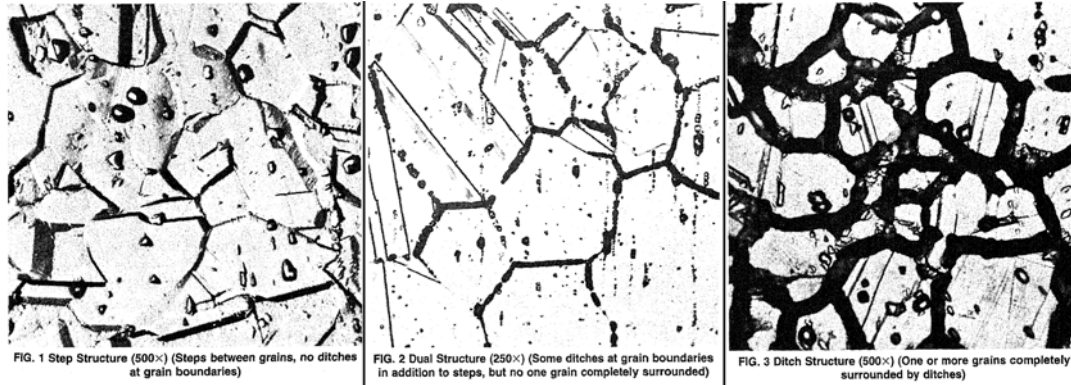 FIG. 1 Step Structure (500×) (Steps between grains, no ditches
at grain boundaries)
FIG. 2 Dual Structure (250×) (Some ditches at grain boundaries
in addition to steps, but no one grain completely surrounded)
FIG. 3 Ditch Structure (500×) (One or more grains completely
surrounded by ditches)